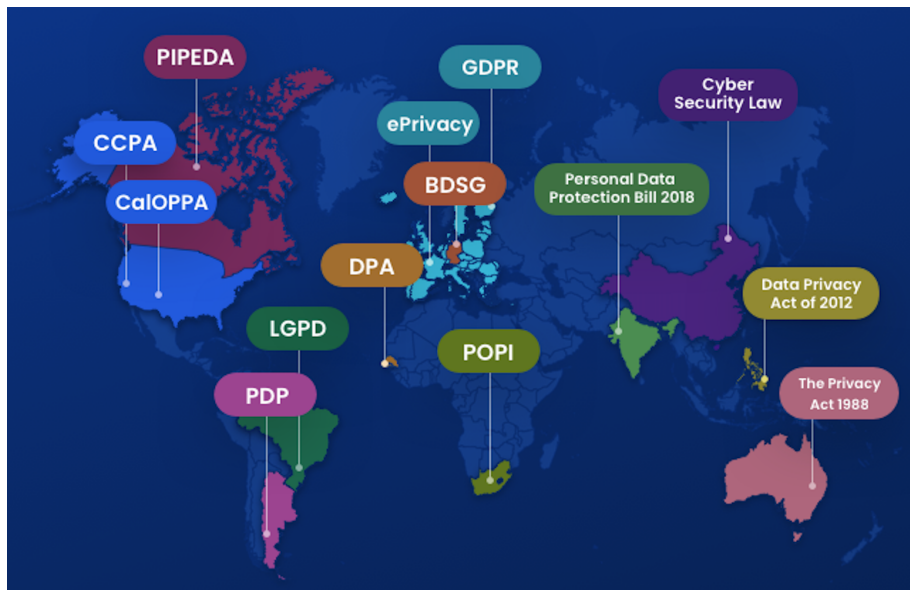 PIPEDA
GDPR
Cyber
Security Law
ePrivacy
CCPA
BDSG
Personal Data
Protection Bill 2018
CalOPPA
DPA
Data Privacy
Act of 2012
LGPD
POPI
The Privacy
Act 1988
PDP